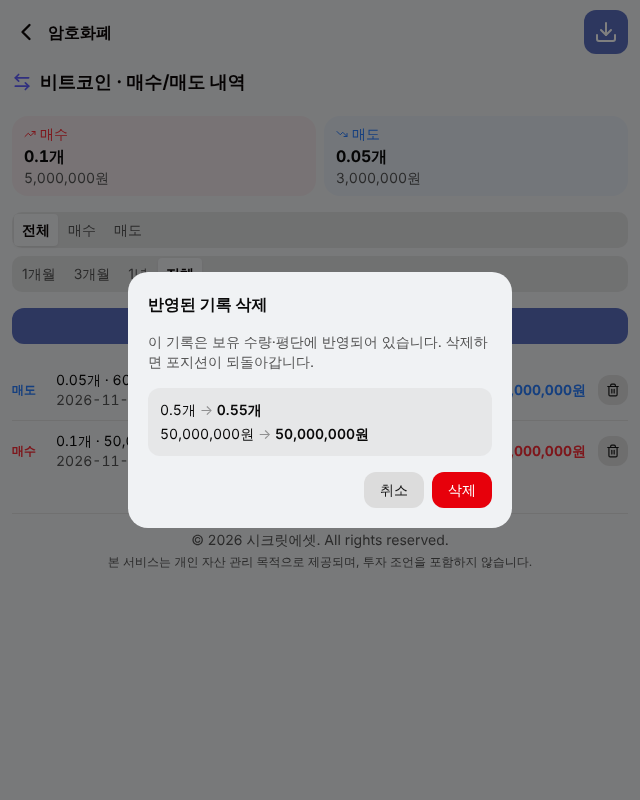 암호화폐
비트코인 · 매수/매도 내역
매수
0.1개
5,000,000원
매도
0.05개
3,000,000원
전체 매수 매도
1개월 3개월
반영된 기록 삭제
이 기록은 보유 수량·평단에 반영되어 있습니다. 삭제하
면 포지션이 되돌아갑니다.
0.5개 → 0.55개
50,000,000원 → 50,000,000원
취소 삭제
매도
0.05개 · 60
,000,000원
2026-11-
매수
0.1개 · 50,0
,000,000원
2026-11-
© 2026 시크릿에셋. All rights reserved.
본 서비스는 개인 자산 관리 목적으로 제공되며, 투자 조언을 포함하지 않습니다.